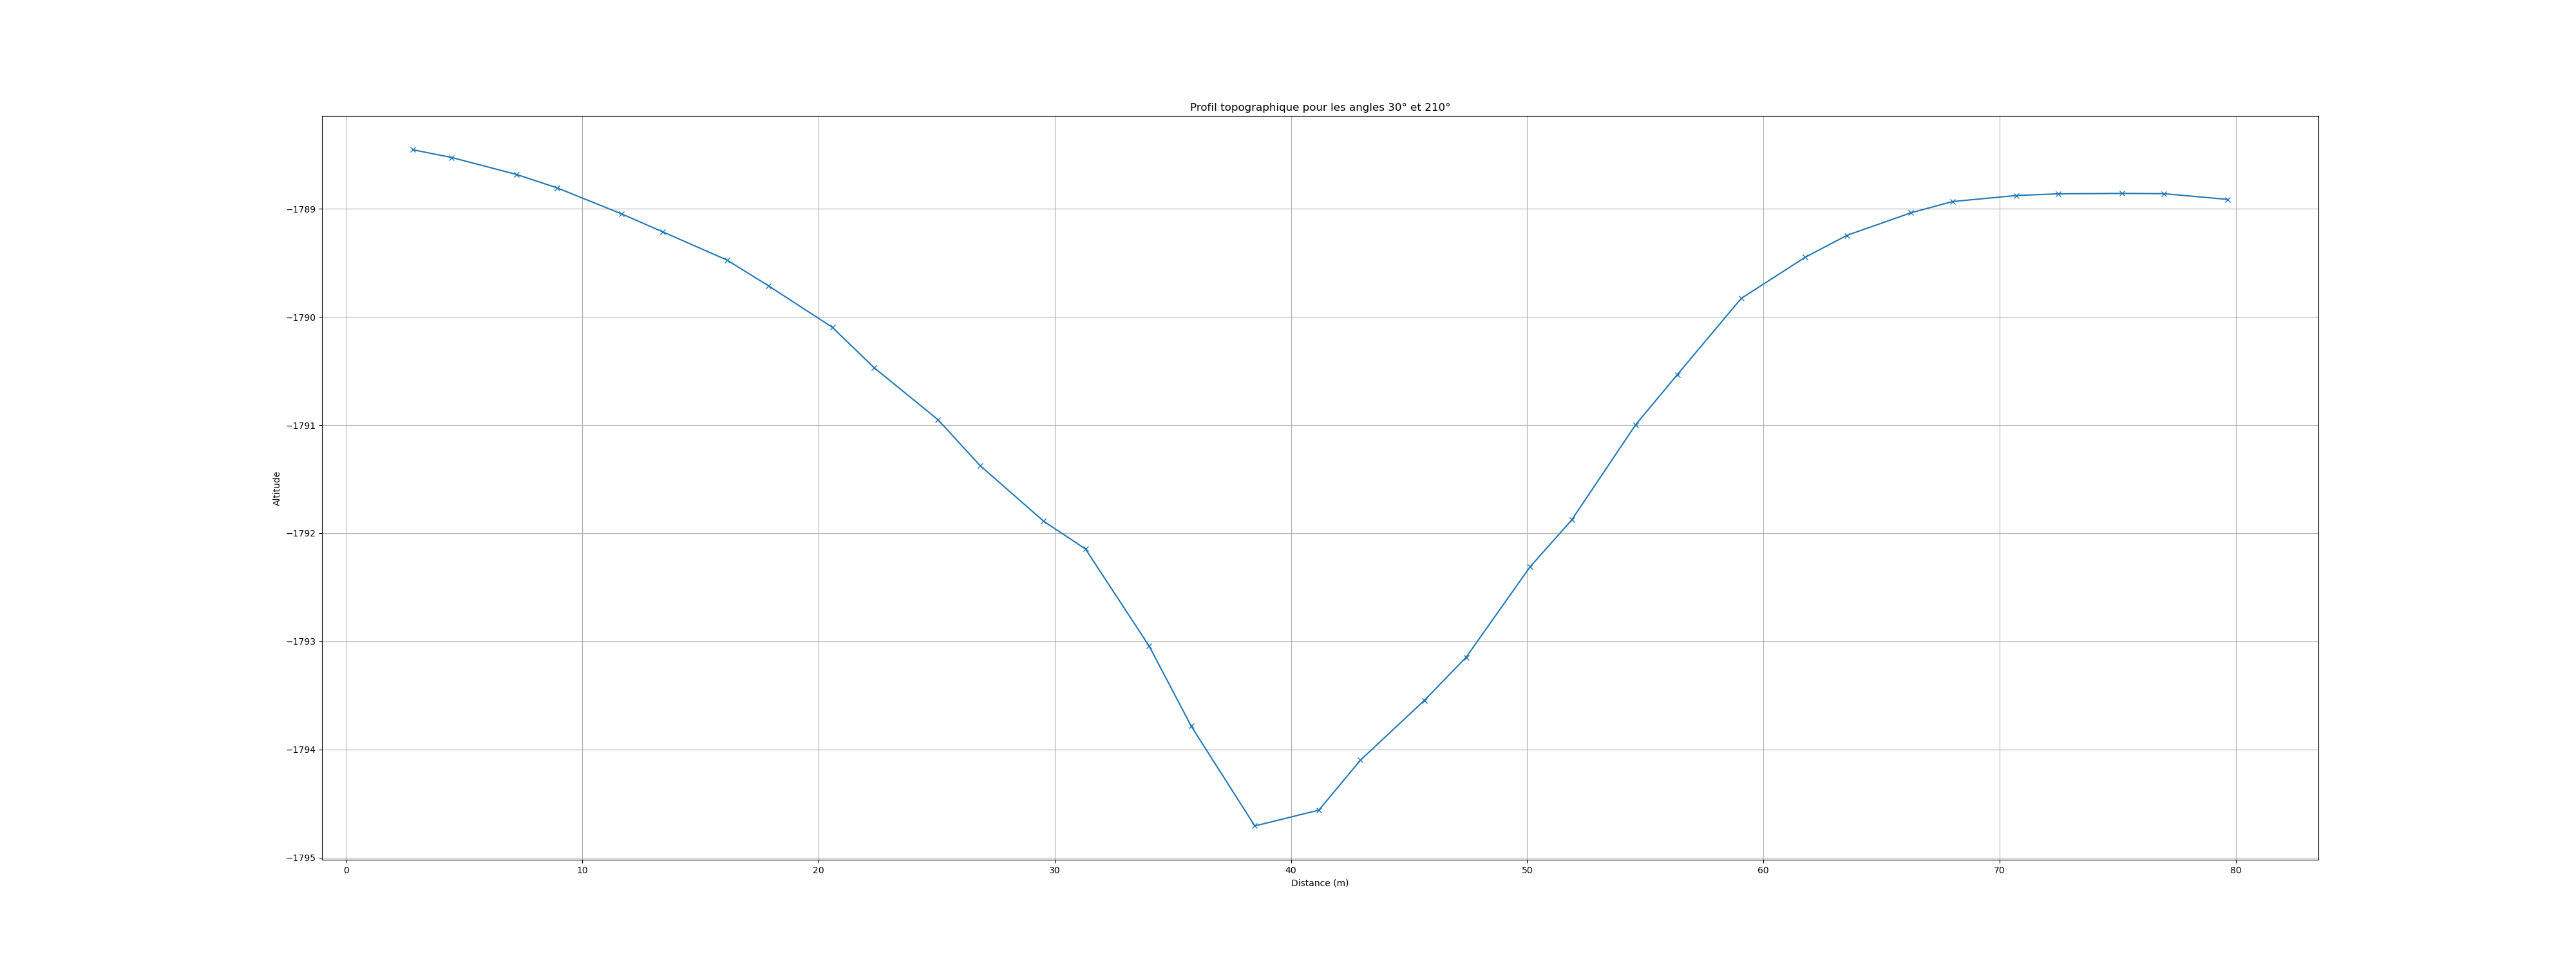 Profil topographique pour les angles 30° et 210°
Altitude
−1789
−1790
−1791
−1792
−1793
−1794
−1795
0 10 20 30 40 50 60 70 80
Distance (m)